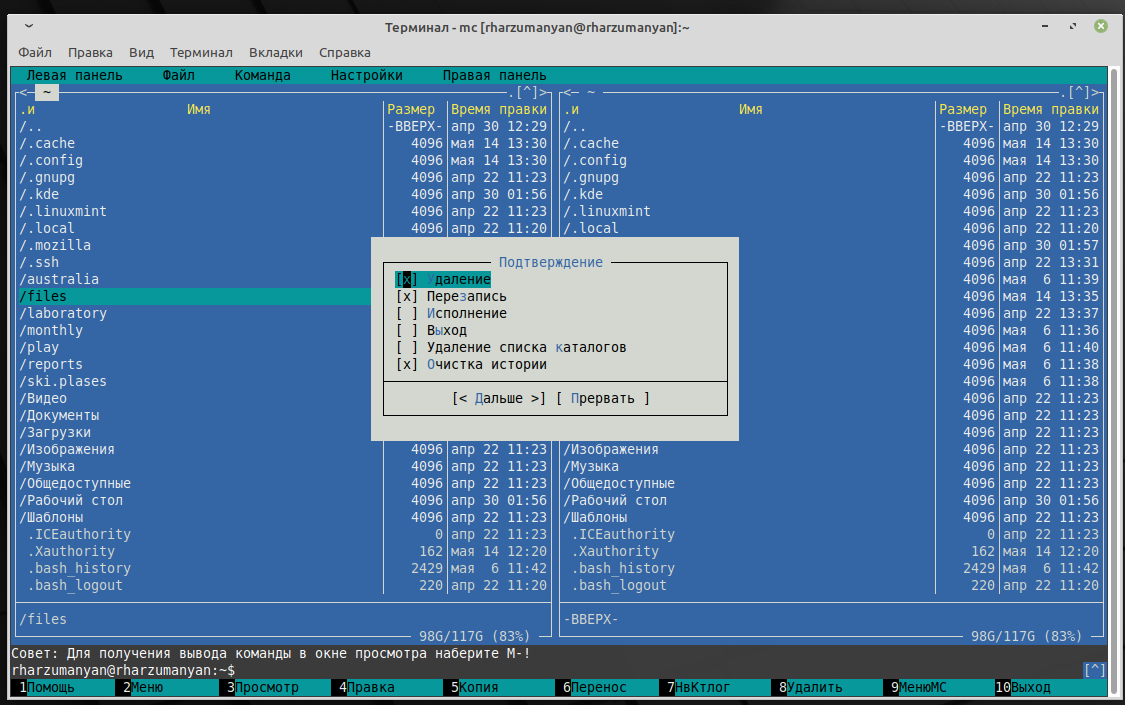 Терминал - mc [rharzumanyan@rharzumanyan]:~
Файл Правка Вид Терминал Вкладки Справка
Левая панель Файл Команда Настройки Правая панель
<─ ~ .[^]> <─ ~ .[^]>
.и Имя Размер Время правки .и Имя Размер Время правки
/.. -ВВЕРХ- апр 30 12:29 /.. -ВВЕРХ- апр 30 12:29
/.cache 4096 мая 14 13:30 /.cache 4096 мая 14 13:30
/.config 4096 мая 14 13:30 /.config 4096 мая 14 13:30
/.gnupg 4096 апр 22 11:23 /.gnupg 4096 апр 22 11:23
/.kde 4096 апр 30 01:56 /.kde 4096 апр 30 01:56
/.linuxmint 4096 апр 22 11:23 /.linuxmint 4096 апр 22 11:23
/.local 4096 апр 22 11:20 /.local 4096 апр 22 11:20
/.mozilla 4096 апр 30 01:57
/.ssh Подтверждение 4096 апр 22 13:31
/australia [x] Удаление 4096 мая 6 11:39
/files [x] Перезапись 4096 мая 14 13:35
/laboratory [ ] Исполнение 4096 апр 22 13:37
/monthly [ ] Выход 4096 мая 6 11:36
/play [ ] Удаление списка каталогов 4096 мая 6 11:40
/reports [x] Очистка истории 4096 мая 6 11:38
/ski.plases 4096 мая 6 11:38
/Видео [< Дальше >] [ Прервать ] 4096 апр 22 11:23
/Документы 4096 апр 22 11:23
/Загрузки 4096 апр 22 11:23
/Изображения 4096 апр 22 11:23 /Изображения 4096 апр 22 11:23
/Музыка 4096 апр 22 11:23 /Музыка 4096 апр 22 11:23
/Общедоступные 4096 апр 22 11:23 /Общедоступные 4096 апр 22 11:23
/Рабочий стол 4096 апр 30 01:56 /Рабочий стол 4096 апр 30 01:56
/Шаблоны 4096 апр 22 11:23 /Шаблоны 4096 апр 22 11:23
.ICEauthority 0 апр 22 11:23 .ICEauthority 0 апр 22 11:23
.Xauthority 162 мая 14 12:20 .Xauthority 162 мая 14 12:20
.bash_history 2429 мая 6 11:42 .bash_history 2429 мая 6 11:42
.bash_logout 220 апр 22 11:20 .bash_logout 220 апр 22 11:20
/files -ВВЕРХ-
98G/117G (83%) 98G/117G (83%)
Совет: Для получения вывода команды в окне просмотра наберите M-!
rharzumanyan@rharzumanyan:~$ [^]
1Помощь 2Меню 3Просмотр 4Правка 5Копия 6Перенос 7НвКтлог 8Удалить 9МенюMC 10Выход